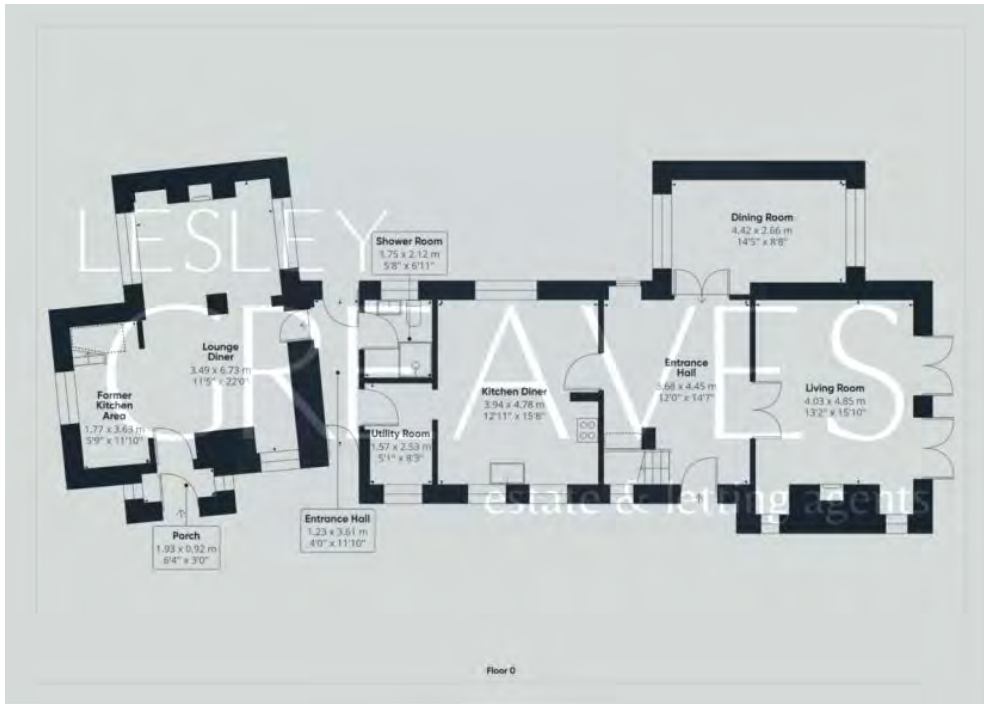 LESLEY
GREAVES
estate & letting agents
Dining Room
4.42 x 2.66 m
14'5" x 8'8"
Shower Room
1.75 x 2.12 m
5'8" x 6'11"
Lounge
Diner
3.49 x 6.73 m
11'5" x 22'0"
Former
Kitchen
Area
1.77 x 3.63 m
5'9" x 11'10"
Kitchen Diner
3.94 x 4.78 m
12'11" x 15'8"
Entrance
Hall
3.68 x 4.45 m
12'0" x 14'7"
Living Room
4.03 x 4.85 m
13'2" x 15'10"
Utility Room
1.57 x 2.53 m
5'1" x 8'3"
Entrance Hall
1.23 x 3.61 m
4'0" x 11'10"
Porch
1.93 x 0.92 m
6'4" x 3'0"
Floor 0